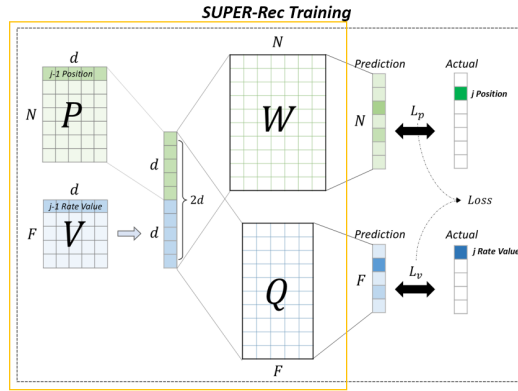 SUPER-Rec Training
d
j-1 Position
N
P
d
j-1 Rate Value
F
V
d
d
2d
N
W
Q
F
Prediction
N
L_p
Actual
j Position
Loss
Prediction
F
L_v
Actual
j Rate Value